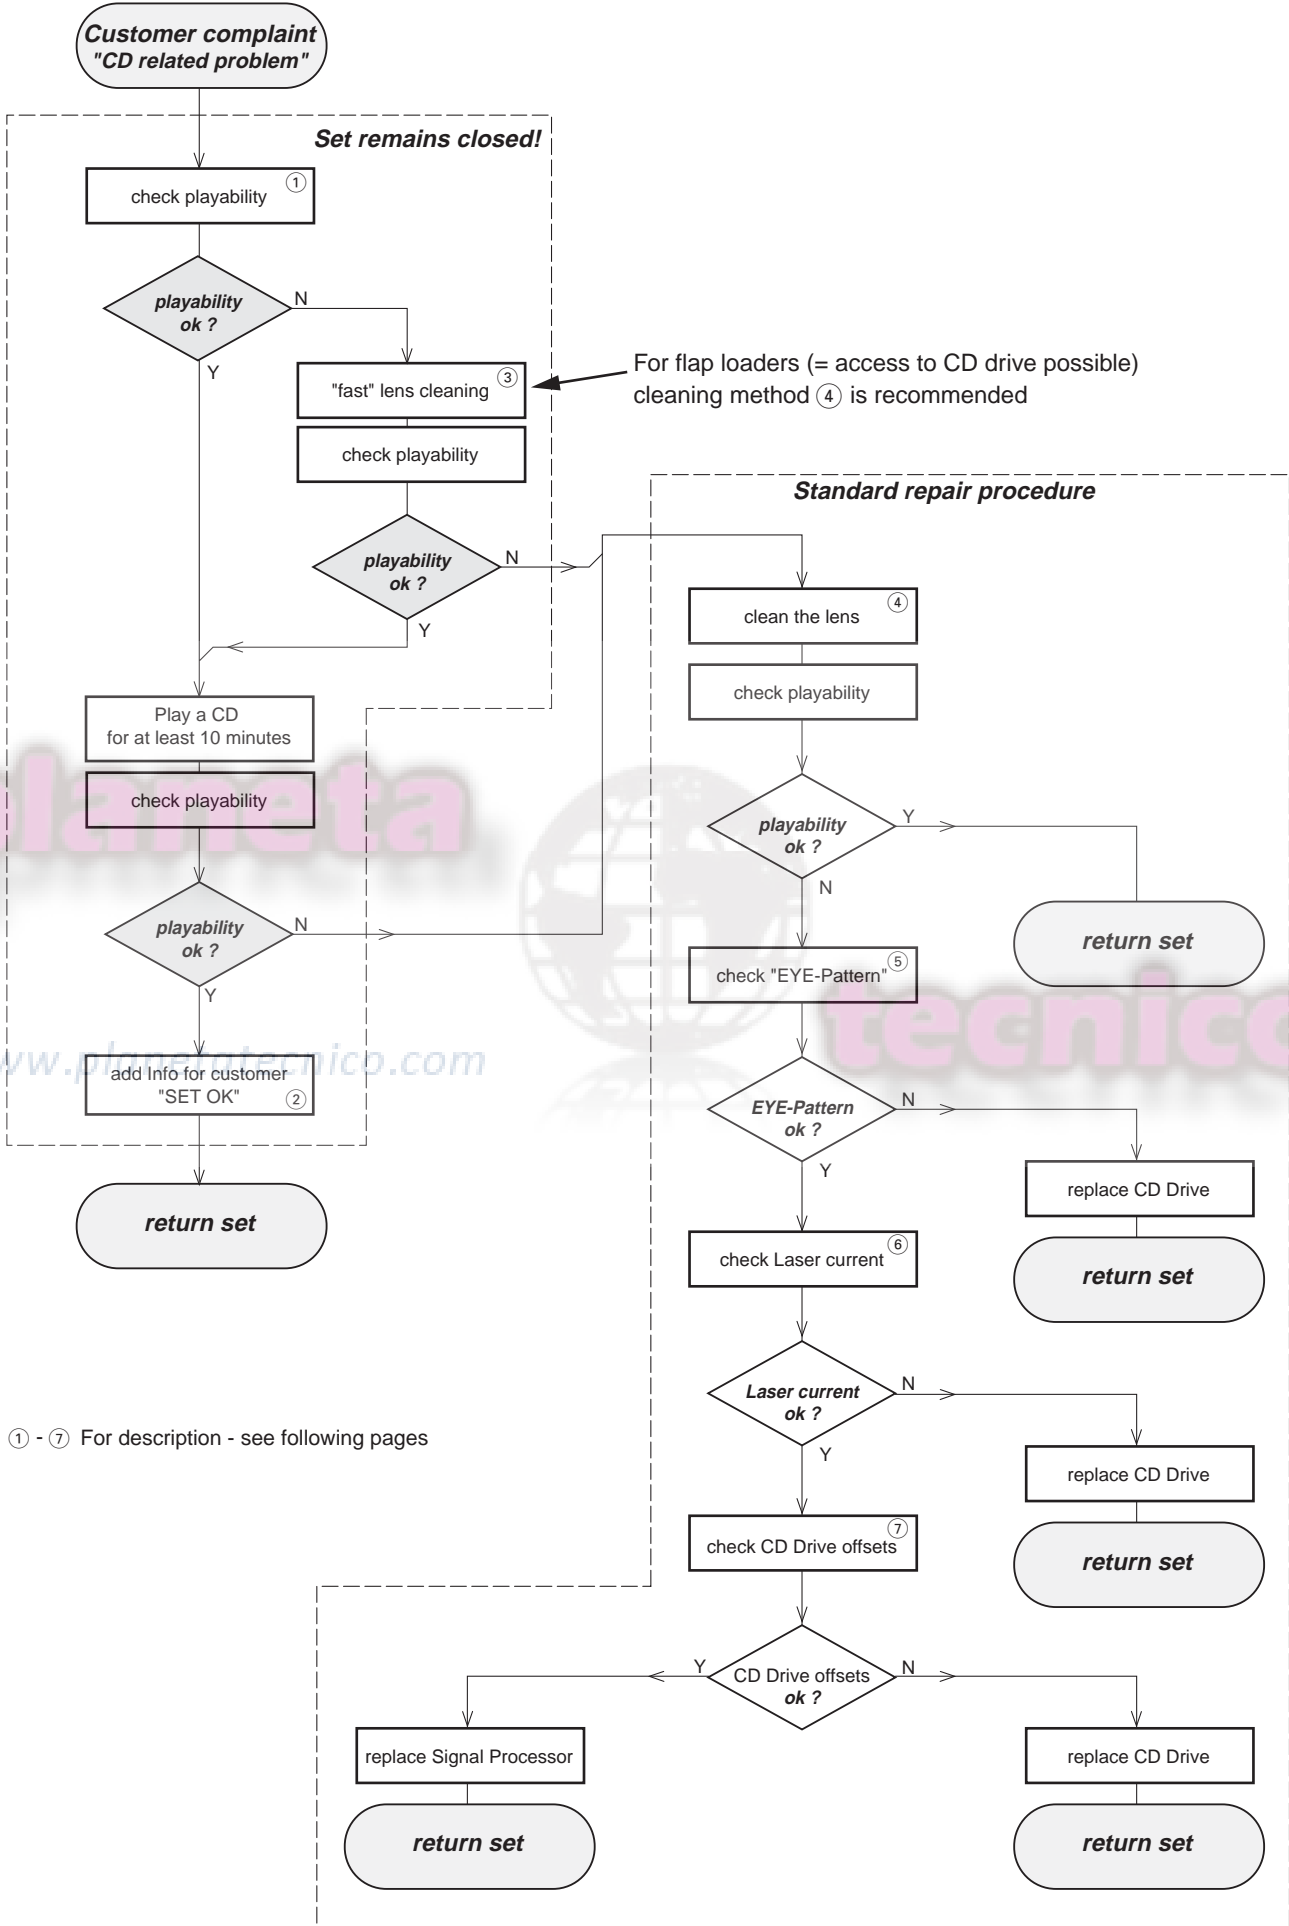 Customer complaint
"CD related problem"
Set remains closed!
check playability ①
playability
ok ?
N
Y
"fast" lens cleaning ③
For flap loaders (= access to CD drive possible)
cleaning method ④ is recommended
check playability
playability
ok ?
N
Y
Play a CD
for at least 10 minutes
check playability
playability
ok ?
N
Y
add Info for customer
"SET OK" ②
return set
Standard repair procedure
clean the lens ④
check playability
playability
ok ?
Y
N
return set
check "EYE-Pattern" ⑤
EYE-Pattern
ok ?
N
Y
replace CD Drive
return set
check Laser current ⑥
Laser current
ok ?
N
Y
replace CD Drive
return set
check CD Drive offsets ⑦
CD Drive offsets
ok ?
Y
N
replace Signal Processor
return set
replace CD Drive
return set
① - ⑦ For description - see following pages
planeta
tecnico
ww.planetatecnico.com